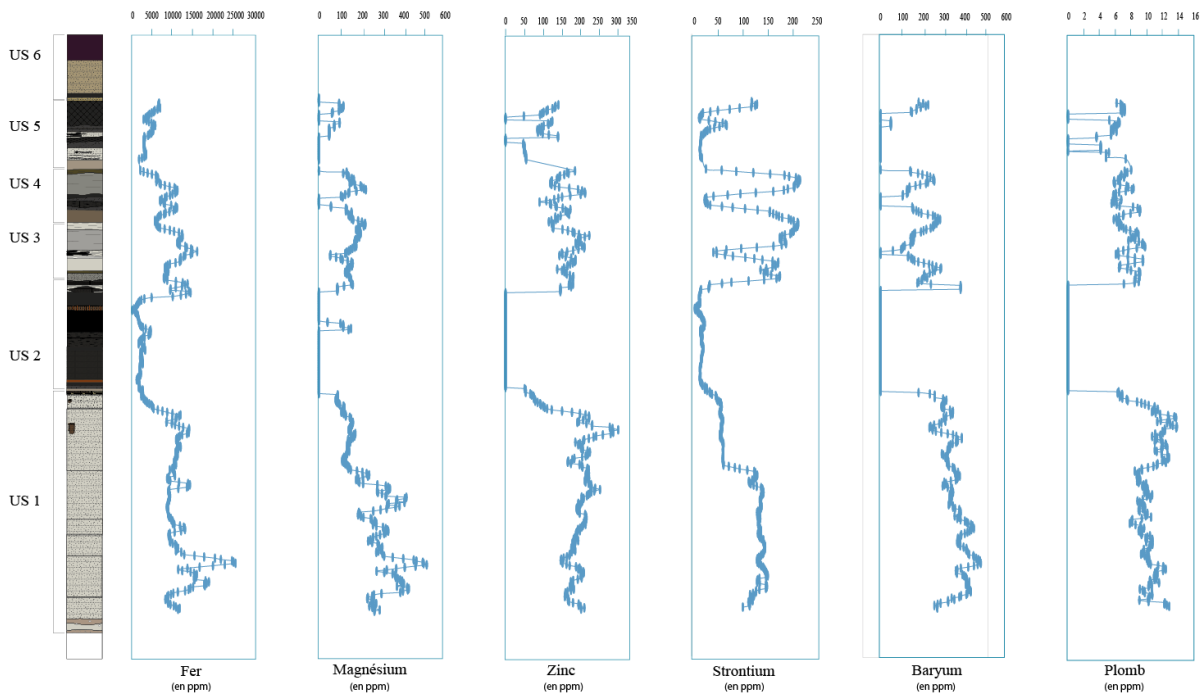 0 5000 10000 15000 20000 25000 30000
0 100 200 300 400 500 600
0 50 100 150 200 250 300 350
0 50 100 150 200 250
0 100 200 300 400 500 600
0 2 4 6 8 10 12 14 16
US 6
US 5
US 4
US 3
US 2
US 1
Fer
(en ppm)
Magnésium
(en ppm)
Zinc
(en ppm)
Strontium
(en ppm)
Baryum
(en ppm)
Plomb
(en ppm)